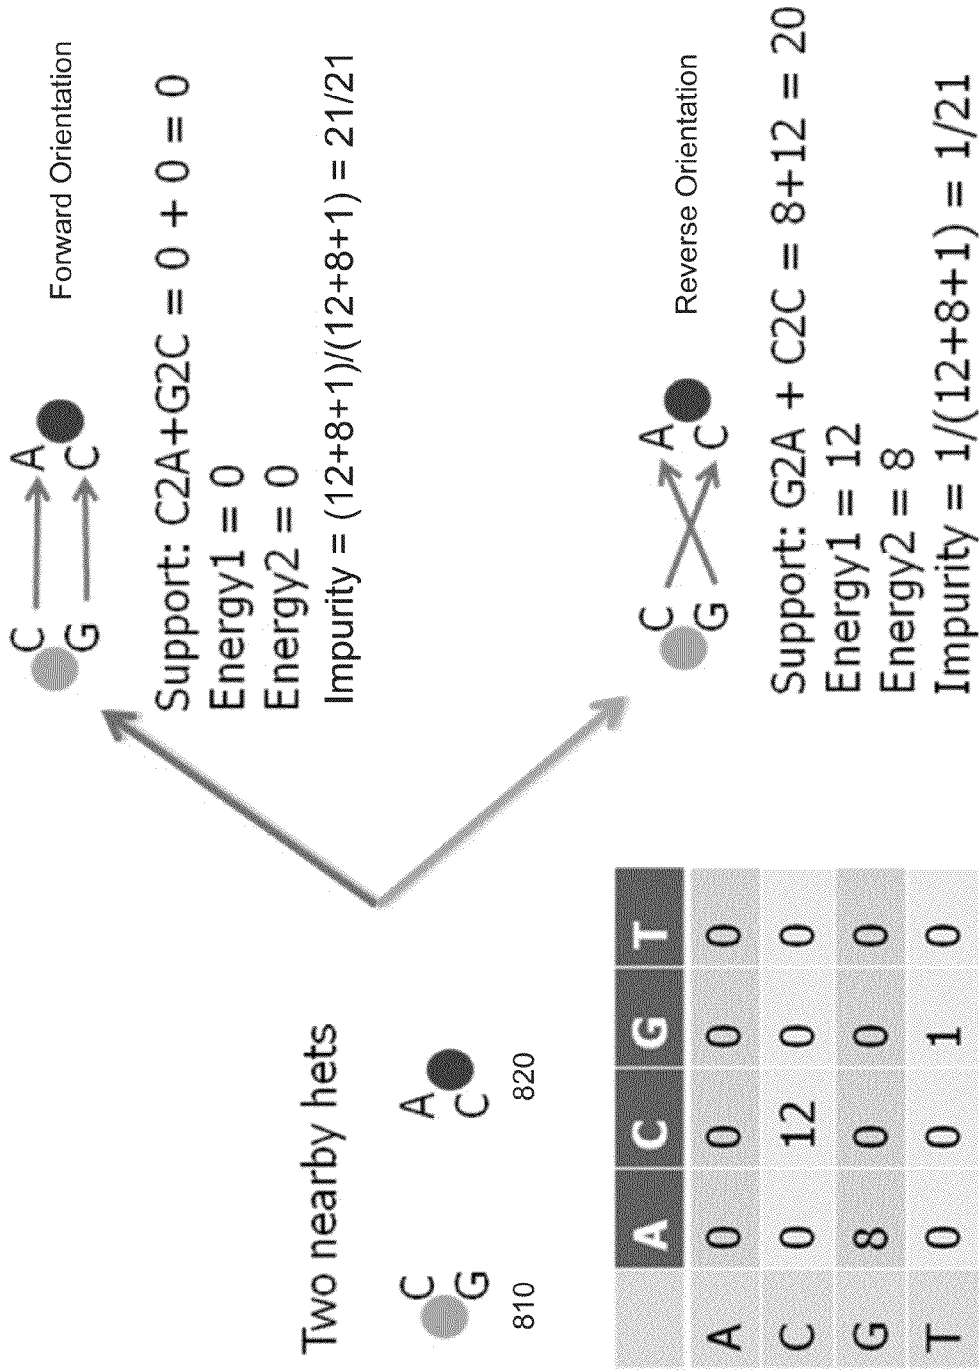 Two nearby hets
C
G
810
A
C
820
A C G T
A 0 0 0 0
C 0 12 0 0
G 8 0 0 0
T 0 0 1 0
C
G
A
C
Forward Orientation
Support: C2A+G2C = 0 + 0 = 0
Energy1 = 0
Energy2 = 0
Impurity = (12+8+1)/(12+8+1) = 21/21
C
G
A
C
Reverse Orientation
Support: G2A + C2C = 8+12 = 20
Energy1 = 12
Energy2 = 8
Impurity = 1/(12+8+1) = 1/21